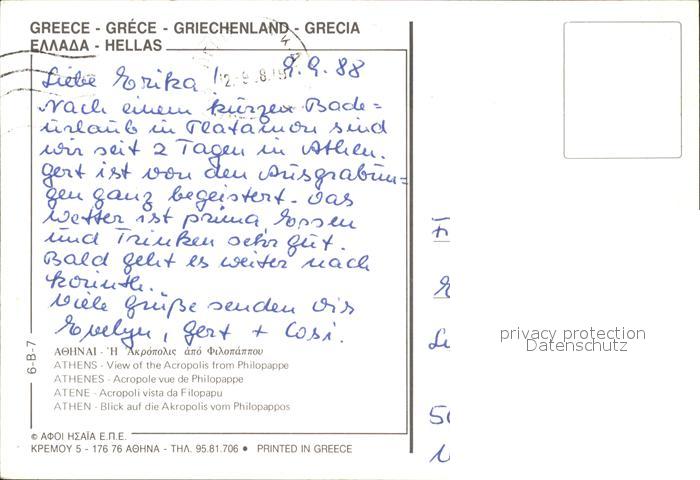 GREECE - GRÉCE - GRIECHENLAND - GRECIA
ΕΛΛΑΔΑ - HELLAS
Liebe Erika! 9.9.88
Nach einem kurzen Bade=
urlaub in Platamon sind
wir seit 2 Tagen in Athen.
Gert ist von den Ausgrabun=
gen ganz begeistert. Das
Wetter ist prima, Essen
und Trinken sehr gut.
Bald geht es weiter nach
Korinth.
Viele Grüße senden Dir
Evelyn, Gert + Cosi.
6-B-7
ΑΘΗΝΑΙ - Ἡ Ἀκρόπολις ἀπό Φιλοπάππου
ATHENS - View of the Acropolis from Philopappe
ATHENES - Acropole vue de Philopappe
ATENE - Acropoli vista da Filopapu
ATHEN - Blick auf die Akropolis vom Philopappos
© ΑΦΟΙ ΗΣΑΪΑ Ε.Π.Ε.
ΚΡΕΜΟΥ 5 - 176 76 ΑΘΗΝΑ - ΤΗΛ. 95.81.706 ● PRINTED IN GREECE
privacy protection
Datenschutz